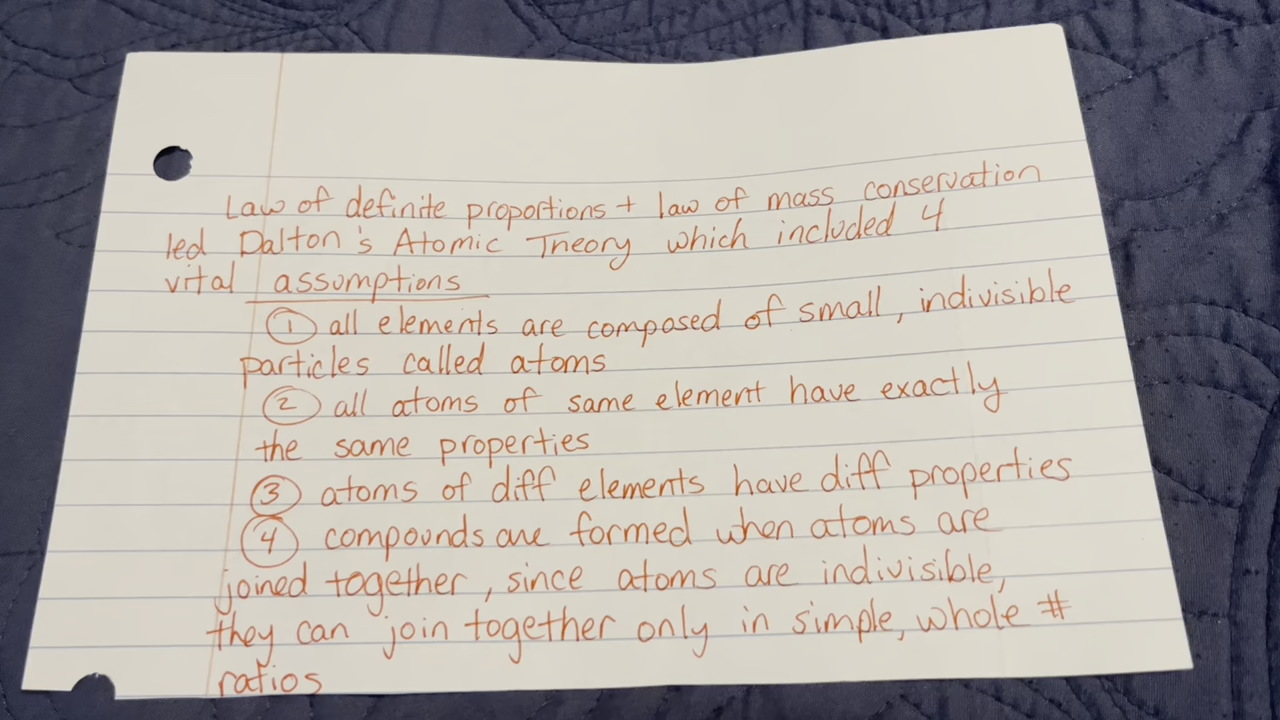 Law of definite proportions + law of mass conservation
led Dalton's Atomic Theory which included 4
vital assumptions
① all elements are composed of small, indivisible
particles called atoms
② all atoms of same element have exactly
the same properties
③ atoms of diff elements have diff properties
④ compounds are formed when atoms are
joined together, since atoms are indivisible,
they can join together only in simple, whole #
ratios